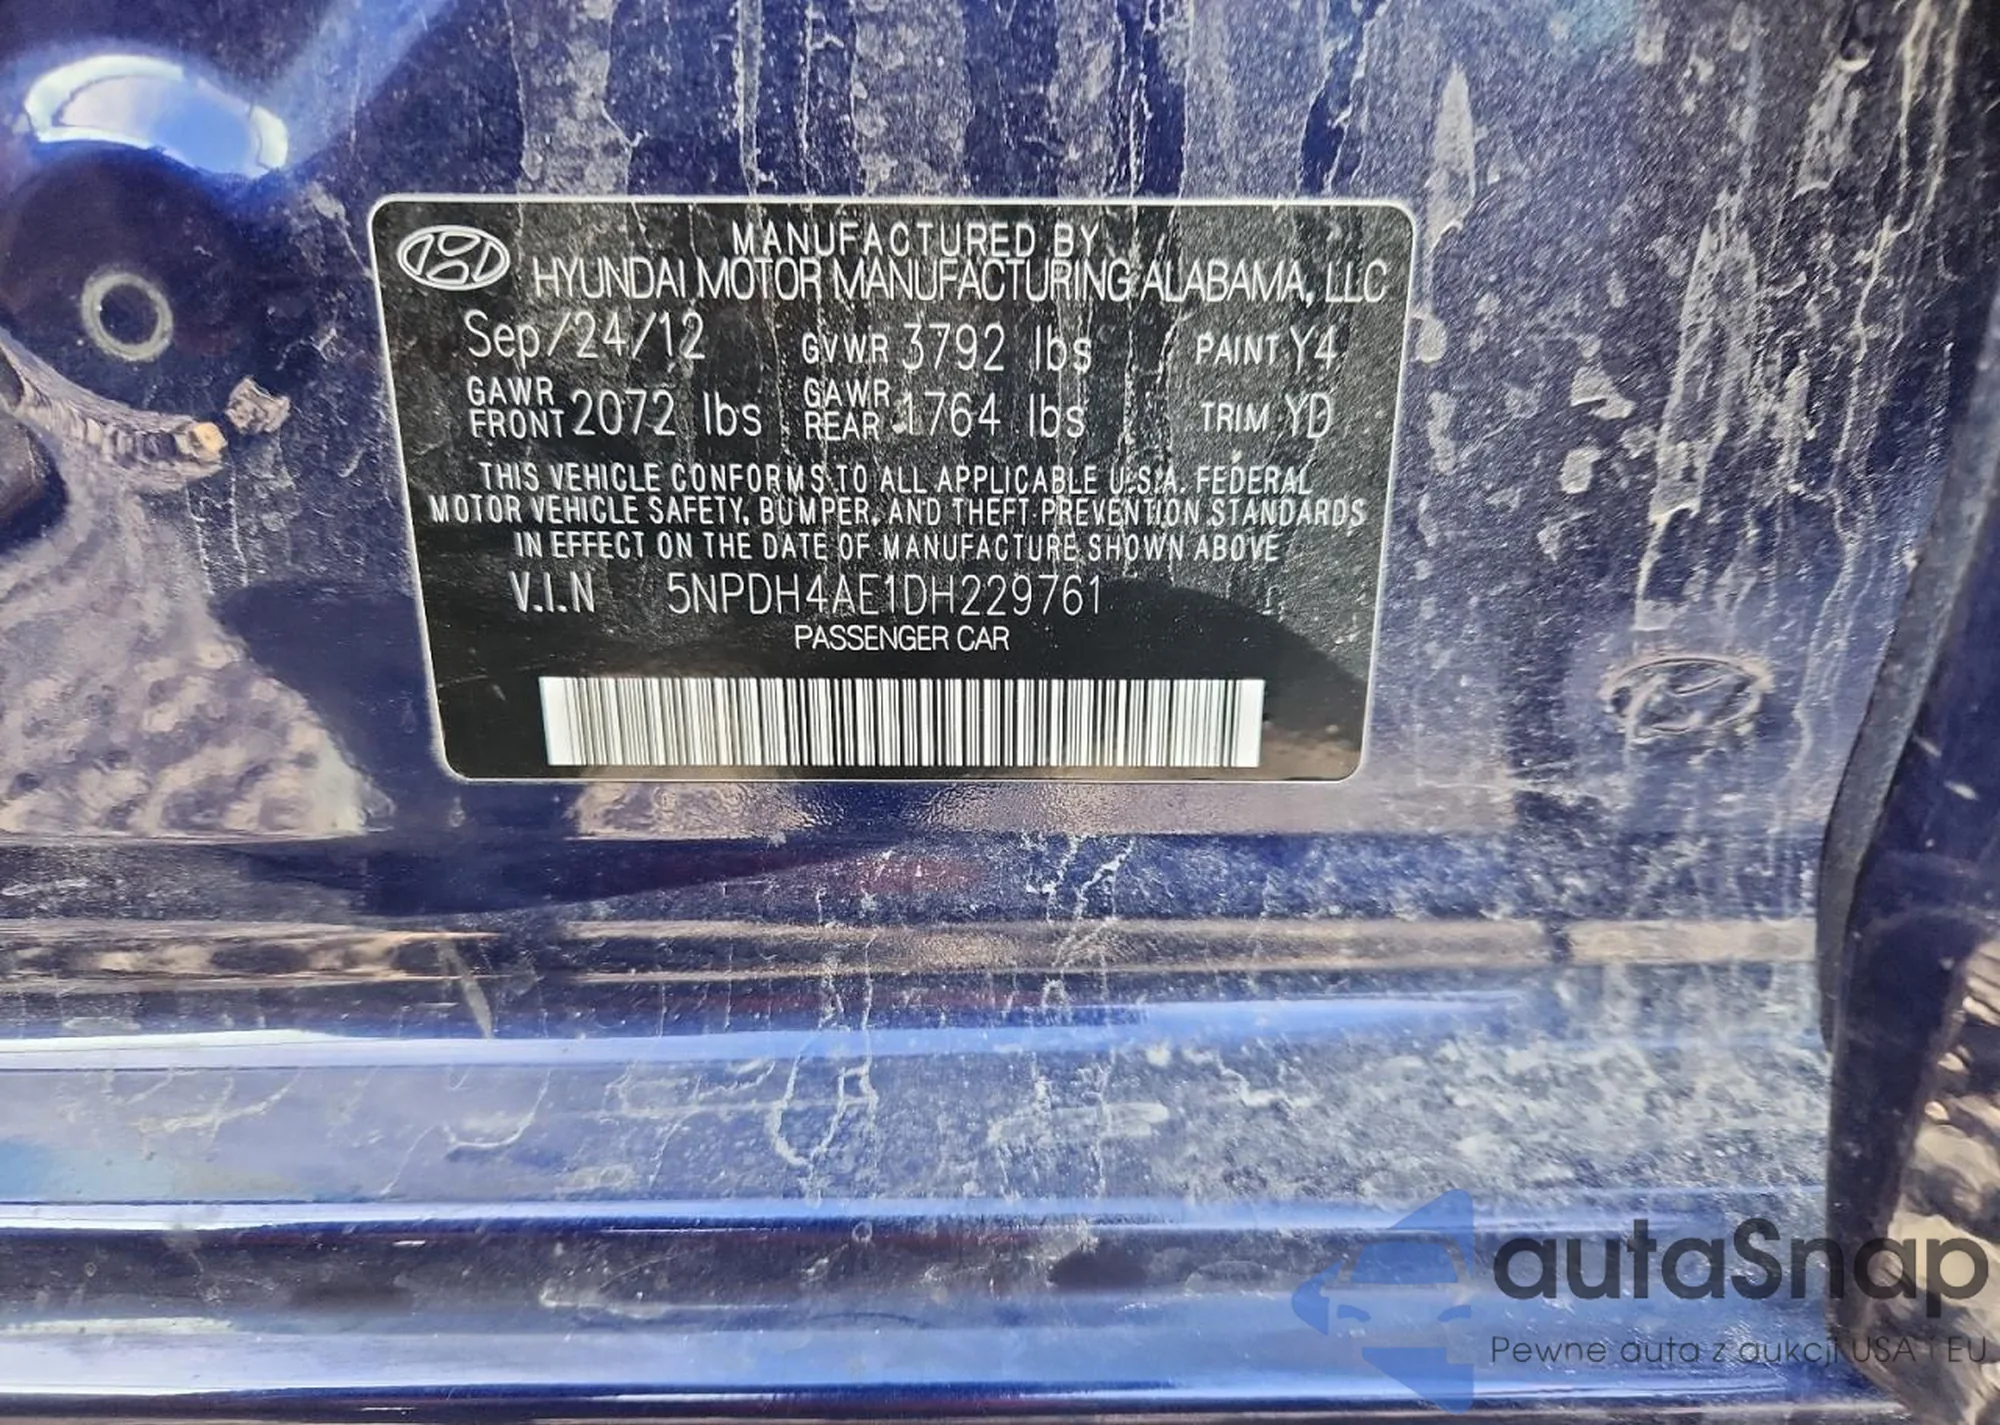 MANUFACTURED BY
HYUNDAI MOTOR MANUFACTURING ALABAMA, LLC
Sep/24/12 GVWR 3792 lbs PAINT Y4
GAWR FRONT 2072 lbs GAWR REAR 1764 lbs TRIM YD
THIS VEHICLE CONFORMS TO ALL APPLICABLE U.S.A. FEDERAL
MOTOR VEHICLE SAFETY, BUMPER, AND THEFT PREVENTION STANDARDS
IN EFFECT ON THE DATE OF MANUFACTURE SHOWN ABOVE
V.I.N 5NPDH4AE1DH229761
PASSENGER CAR
autaSnap
Pewne auta z aukcji USA i EU